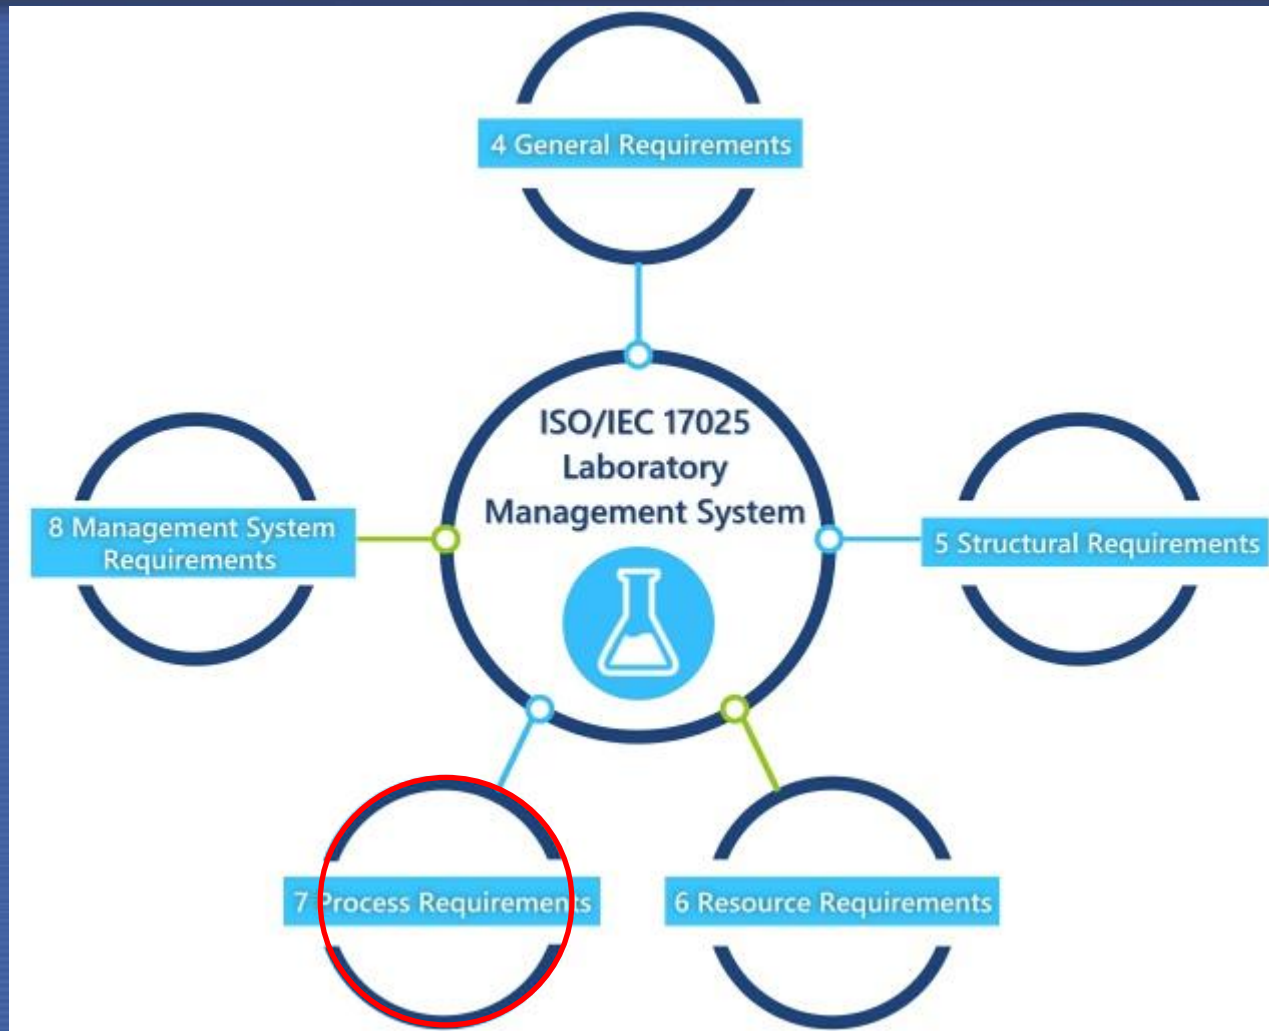 4 General Requirements
ISO/IEC 17025
Laboratory
Management System
8 Management System
Requirements
5 Structural Requirements
7 Process Requirements
6 Resource Requirements